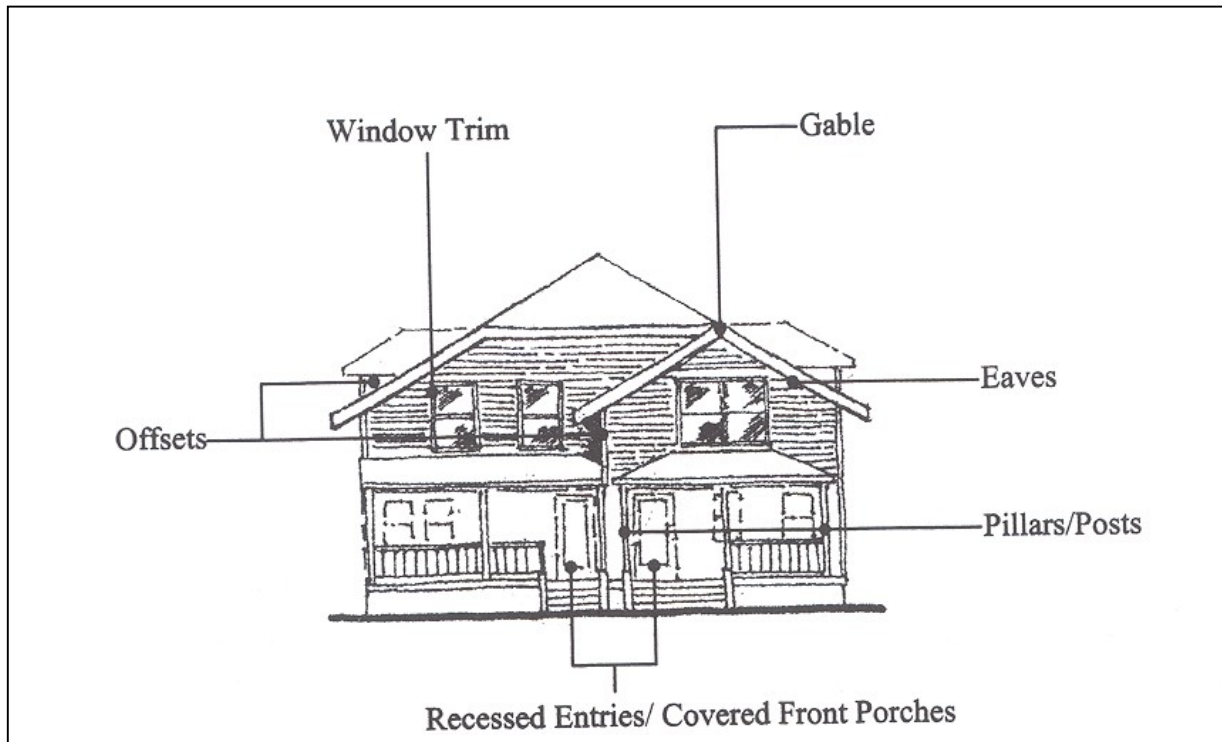 Window Trim
Gable
Eaves
Offsets
Pillars/Posts
Recessed Entries/ Covered Front Porches